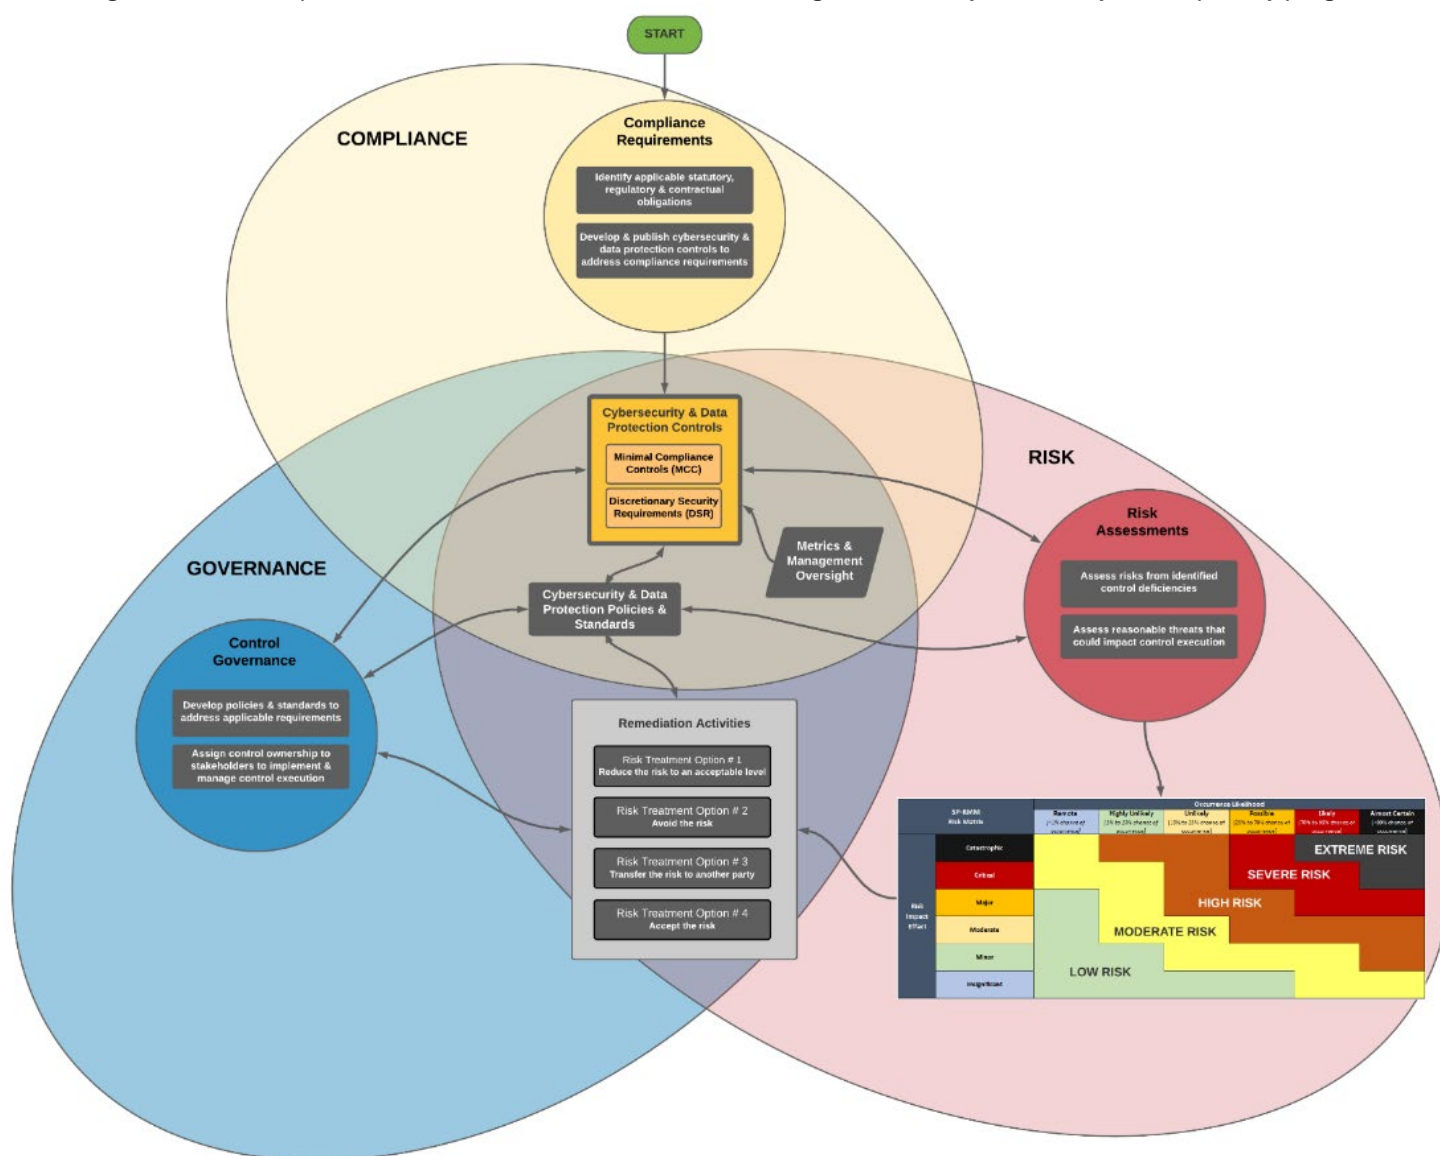 START
COMPLIANCE
Compliance
Requirements
Identify applicable statutory,
regulatory & contractual
obligations
Develop & publish cybersecurity &
data protection controls to
address compliance requirements
Cybersecurity & Data
Protection Controls
Minimal Compliance
Controls (MCC)
Discretionary Security
Requirements (DSR)
RISK
Risk
Assessments
Assess risks from identified
control deficiencies
Assess reasonable threats that
could impact control execution
Metrics &
Management
Oversight
GOVERNANCE
Cybersecurity & Data
Protection Policies &
Standards
Control
Governance
Develop policies & standards to
address applicable requirements
Assign control ownership to
stakeholders to implement &
manage control execution
Remediation Activities
Risk Treatment Option # 1
Reduce the risk to an acceptable level
Risk Treatment Option # 2
Avoid the risk
Risk Treatment Option # 3
Transfer the risk to another party
Risk Treatment Option # 4
Accept the risk
Risk Matrix
Occurrence Likelihood
Remote
Highly Unlikely
Unlikely
Possible
Likely
Almost Certain
Risk
Impact
Effect
Catastrophic
Critical
Major
Moderate
Minor
Insignificant
EXTREME RISK
SEVERE RISK
HIGH RISK
MODERATE RISK
LOW RISK